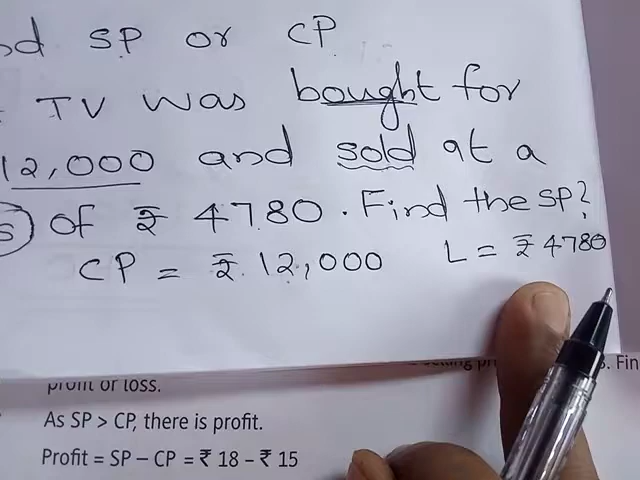 SP or CP
TV was bought for
12,000 and sold at a
of ₹ 4780. Find the SP?
CP = ₹ 12,000 L = ₹ 4780
profit or loss.
As SP > CP, there is profit.
Profit = SP – CP = ₹ 18 – ₹ 15